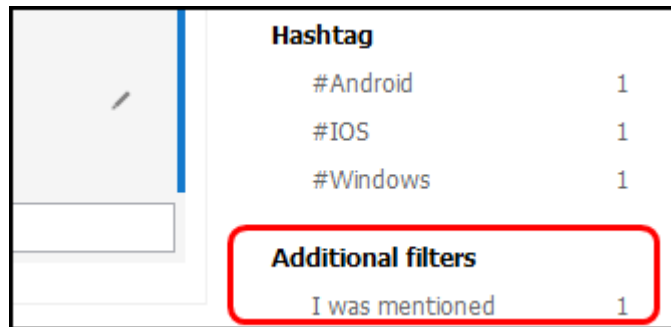 Hashtag
#Android 1
#IOS 1
#Windows 1
Additional filters
I was mentioned 1